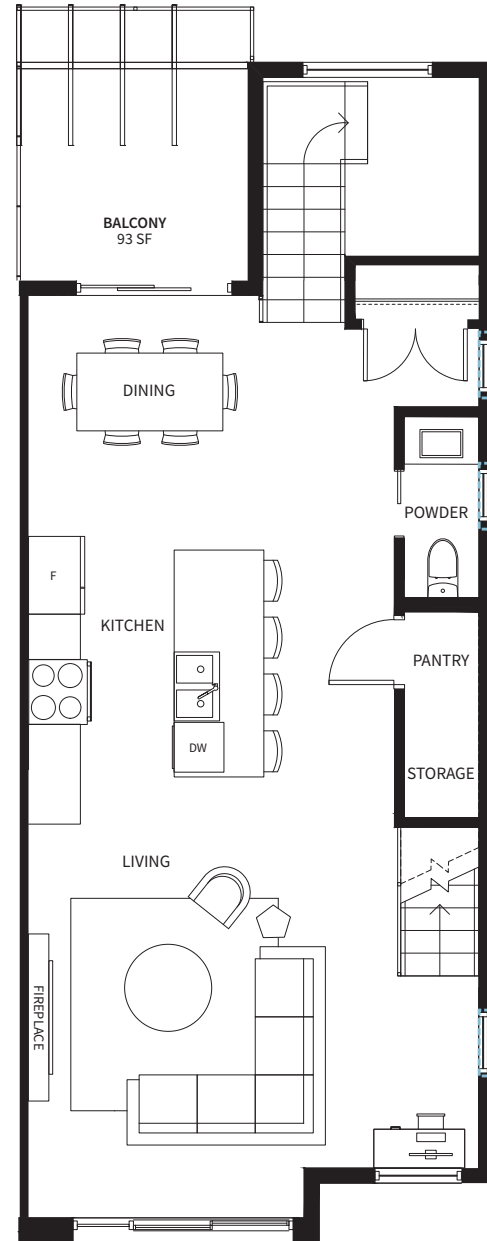 BALCONY
93 SF
DINING
POWDER
F
KITCHEN
PANTRY
DW
STORAGE
LIVING
FIREPLACE